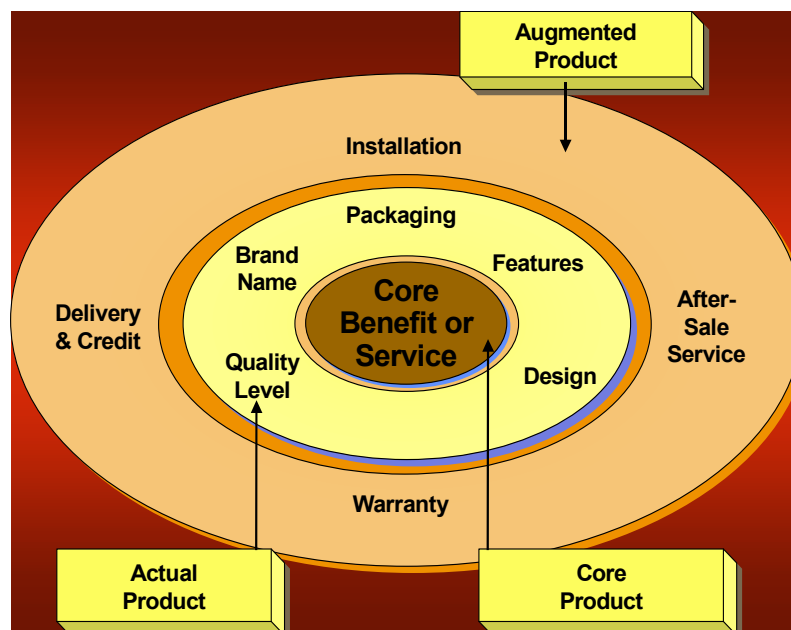 Augmented
Product
Installation
Packaging
Brand
Name
Features
Core
Benefit or
Service
Delivery
& Credit
After-
Sale
Service
Quality
Level
Design
Warranty
Actual
Product
Core
Product